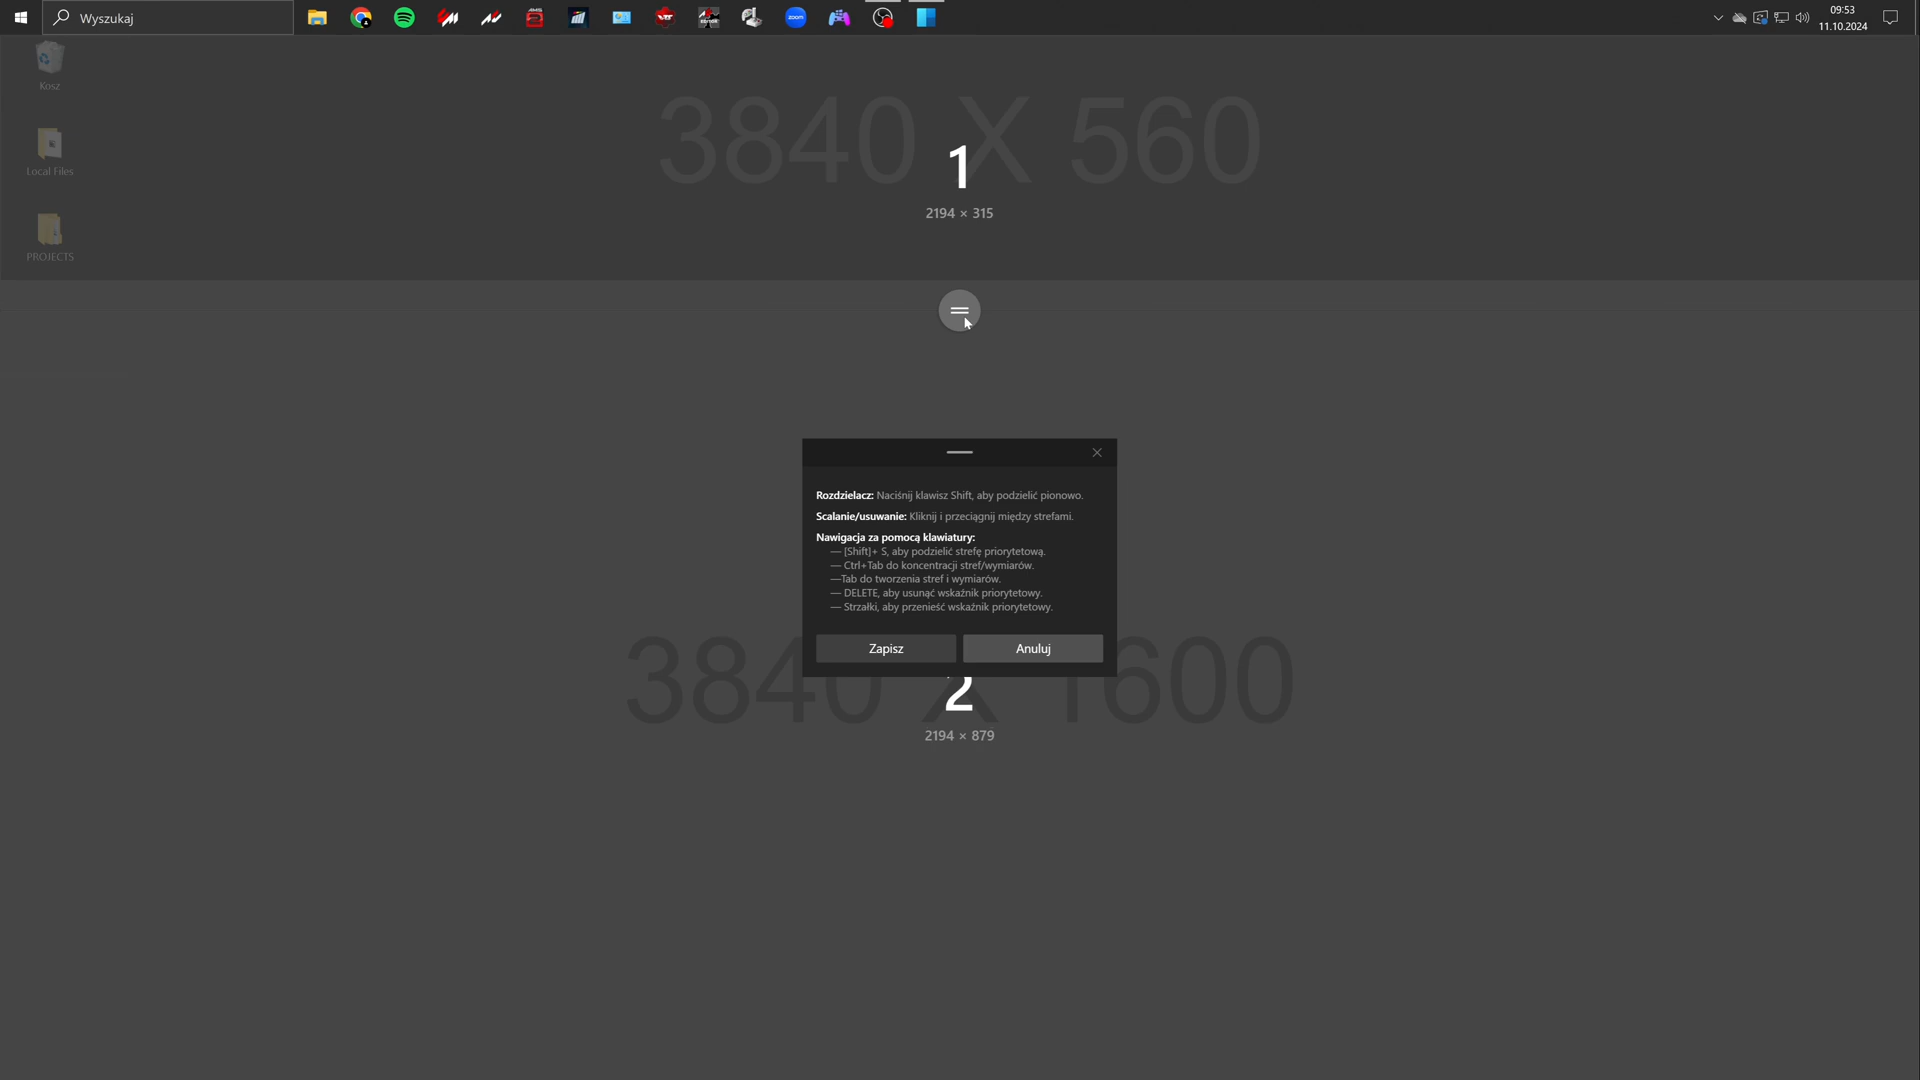 Wyszukaj
zoom
09:53
11.10.2024
Kosz
Local Files
PROJECTS
3840 X 560
1
2194 × 315
Rozdzielacz: Naciśnij klawisz Shift, aby podzielić pionowo.
Scalanie/usuwanie: Kliknij i przeciągnij między strefami.
Nawigacja za pomocą klawiatury:
— [Shift]+ S, aby podzielić strefę priorytetową.
— Ctrl+Tab do koncentracji stref/wymiarów.
—Tab do tworzenia stref i wymiarów.
— DELETE, aby usunąć wskaźnik priorytetowy.
— Strzałki, aby przenieść wskaźnik priorytetowy.
Zapisz
Anuluj
3840 X 1600
2
2194 × 879